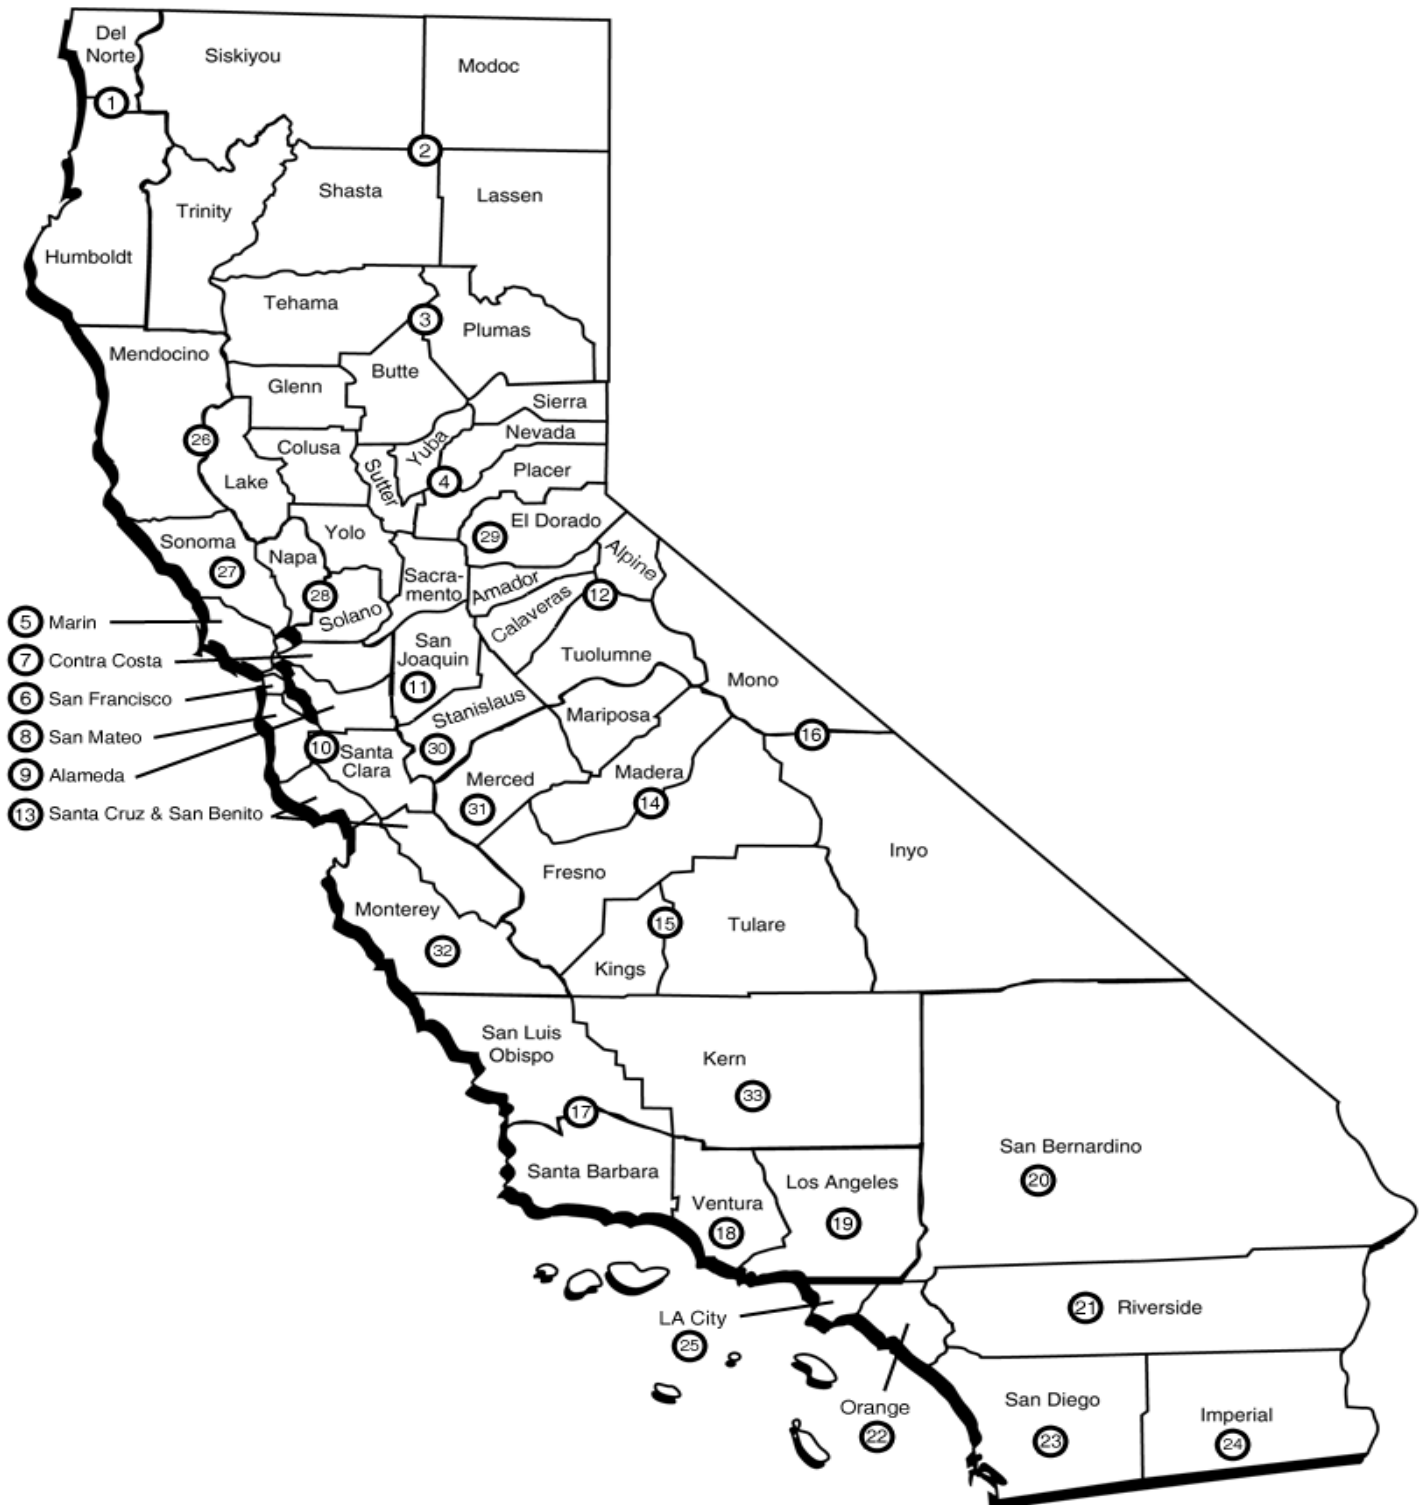 Del
Norte
Siskiyou
Modoc
1
2
Shasta
Lassen
Trinity
Humboldt
Tehama
3
Plumas
Mendocino
Butte
Glenn
Sierra
26
Nevada
Yuba
Colusa
Placer
Sutter
4
Lake
El Dorado
29
Yolo
Sonoma
27
Napa
Alpine
Sacra-
mento
Amador
28
Solano
12
Calaveras
5 Marin
San
Joaquin
11
Tuolumne
7 Contra Costa
Mono
6 San Francisco
Stanislaus
30
Mariposa
16
8 San Mateo
10
Santa
Clara
9 Alameda
Merced
31
Madera
14
13 Santa Cruz & San Benito
Inyo
Fresno
Monterey
32
15
Tulare
Kings
San Luis
Obispo
Kern
33
17
San Bernardino
20
Santa Barbara
Los Angeles
19
Ventura
18
21 Riverside
LA City
25
Orange
22
San Diego
23
Imperial
24